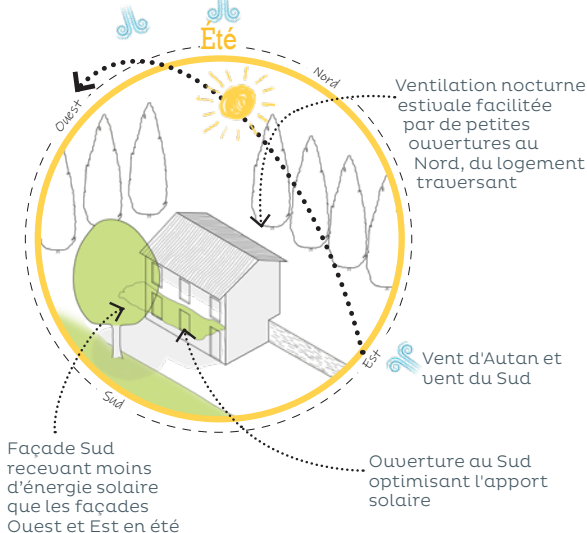 Été
Nord
Ouest
Ventilation nocturne
estivale facilitée
par de petites
ouvertures au
Nord, du logement
traversant
Est
Vent d'Autan et
vent du Sud
Sud
Façade Sud
recevant moins
d'énergie solaire
que les façades
Ouest et Est en été
Ouverture au Sud
optimisant l'apport
solaire